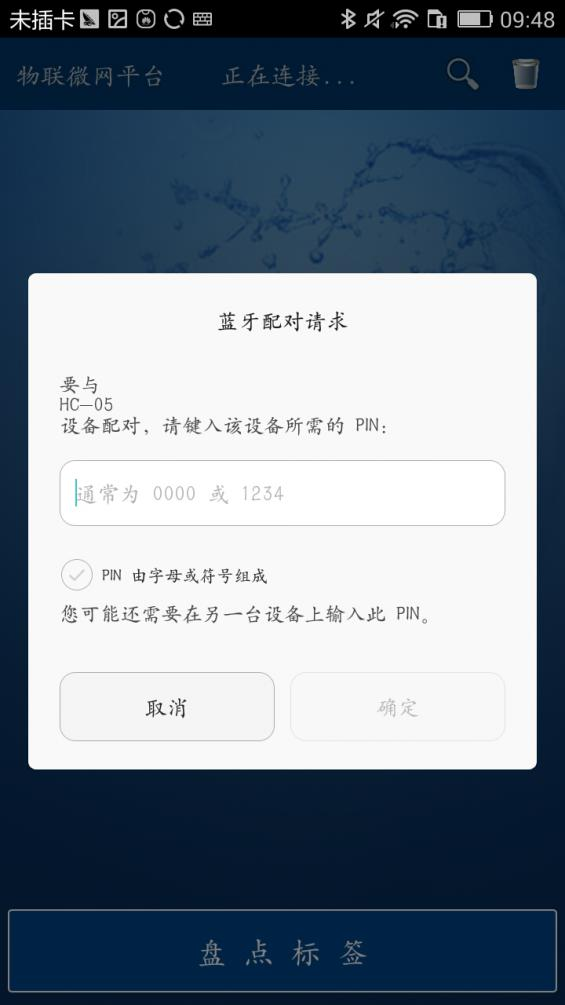 未插卡 09:48
物联微网平台 正在连接...
蓝牙配对请求
要与
HC-05
设备配对，请键入该设备所需的 PIN：
通常为 0000 或 1234
PIN 由字母或符号组成
您可能还需要在另一台设备上输入此 PIN。
取消 确定
盘点标签